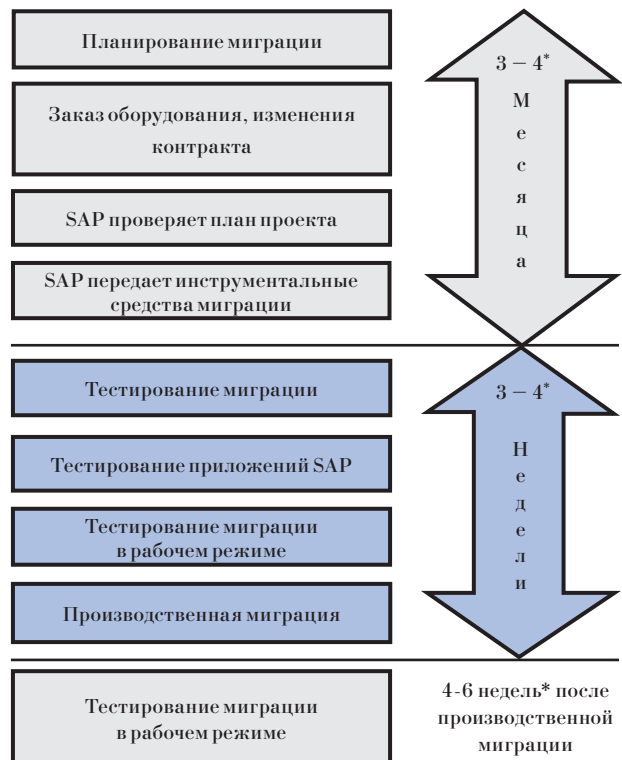 Планирование миграции
Заказ оборудования, изменения
контракта
SAP проверяет план проекта
SAP передает инструментальные
средства миграции
3 – 4*
М
е
с
я
ц
а
Тестирование миграции
Тестирование приложений SAP
Тестирование миграции
в рабочем режиме
Производственная миграция
3 – 4*
Н
е
д
е
л
и
Тестирование миграции
в рабочем режиме
4-6 недель* после
производственной
миграции